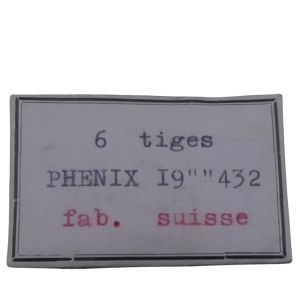 6 tiges
PHENIX I9""432
fab. suisse